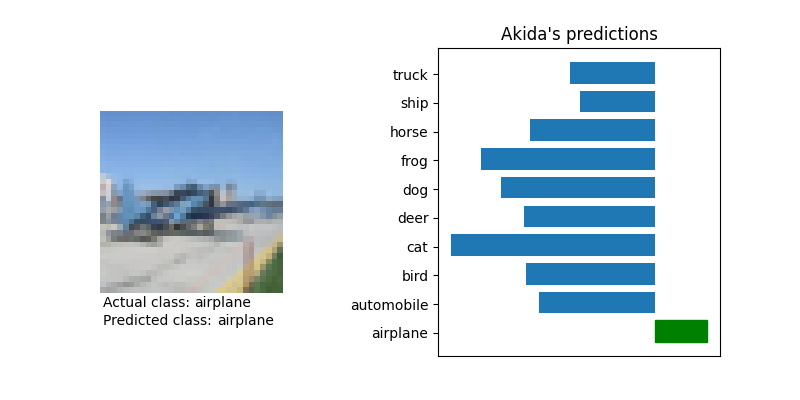 Akida's predictions
truck
ship
horse
frog
dog
deer
cat
bird
automobile
airplane
Actual class: airplane
Predicted class: airplane